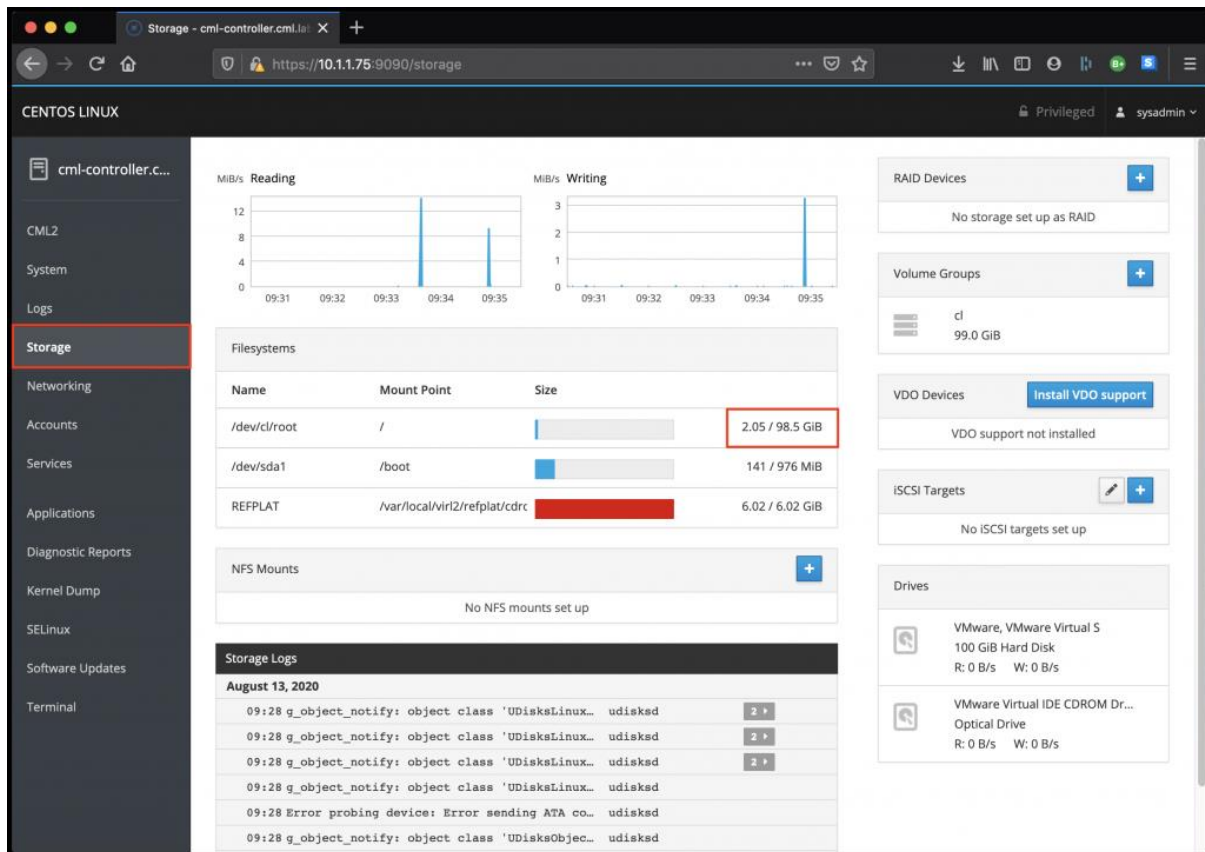 Storage - cml-controller.cml.lab
https://10.1.1.75:9090/storage
CENTOS LINUX
Privileged
sysadmin
cml-controller.c...
CML2
System
Logs
Storage
Networking
Accounts
Services
Applications
Diagnostic Reports
Kernel Dump
SELinux
Software Updates
Terminal
MiB/s Reading
12
8
4
0
09:31 09:32 09:33 09:34 09:35
MiB/s Writing
3
2
1
0
09:31 09:32 09:33 09:34 09:35
Filesystems
Name Mount Point Size
/dev/cl/root / 2.05 / 98.5 GiB
/dev/sda1 /boot 141 / 976 MiB
REFPLAT /var/local/virl2/refplat/cdrc 6.02 / 6.02 GiB
NFS Mounts
No NFS mounts set up
Storage Logs
August 13, 2020
09:28 g_object_notify: object class 'UDisksLinux… udisksd 2
09:28 g_object_notify: object class 'UDisksLinux… udisksd 2
09:28 g_object_notify: object class 'UDisksLinux… udisksd 2
09:28 g_object_notify: object class 'UDisksLinux… udisksd
09:28 Error probing device: Error sending ATA co… udisksd
09:28 g_object_notify: object class 'UDisksObjec… udisksd
RAID Devices
No storage set up as RAID
Volume Groups
cl
99.0 GiB
VDO Devices
Install VDO support
VDO support not installed
iSCSI Targets
No iSCSI targets set up
Drives
VMware, VMware Virtual S
100 GiB Hard Disk
R: 0 B/s W: 0 B/s
VMware Virtual IDE CDROM Dr...
Optical Drive
R: 0 B/s W: 0 B/s